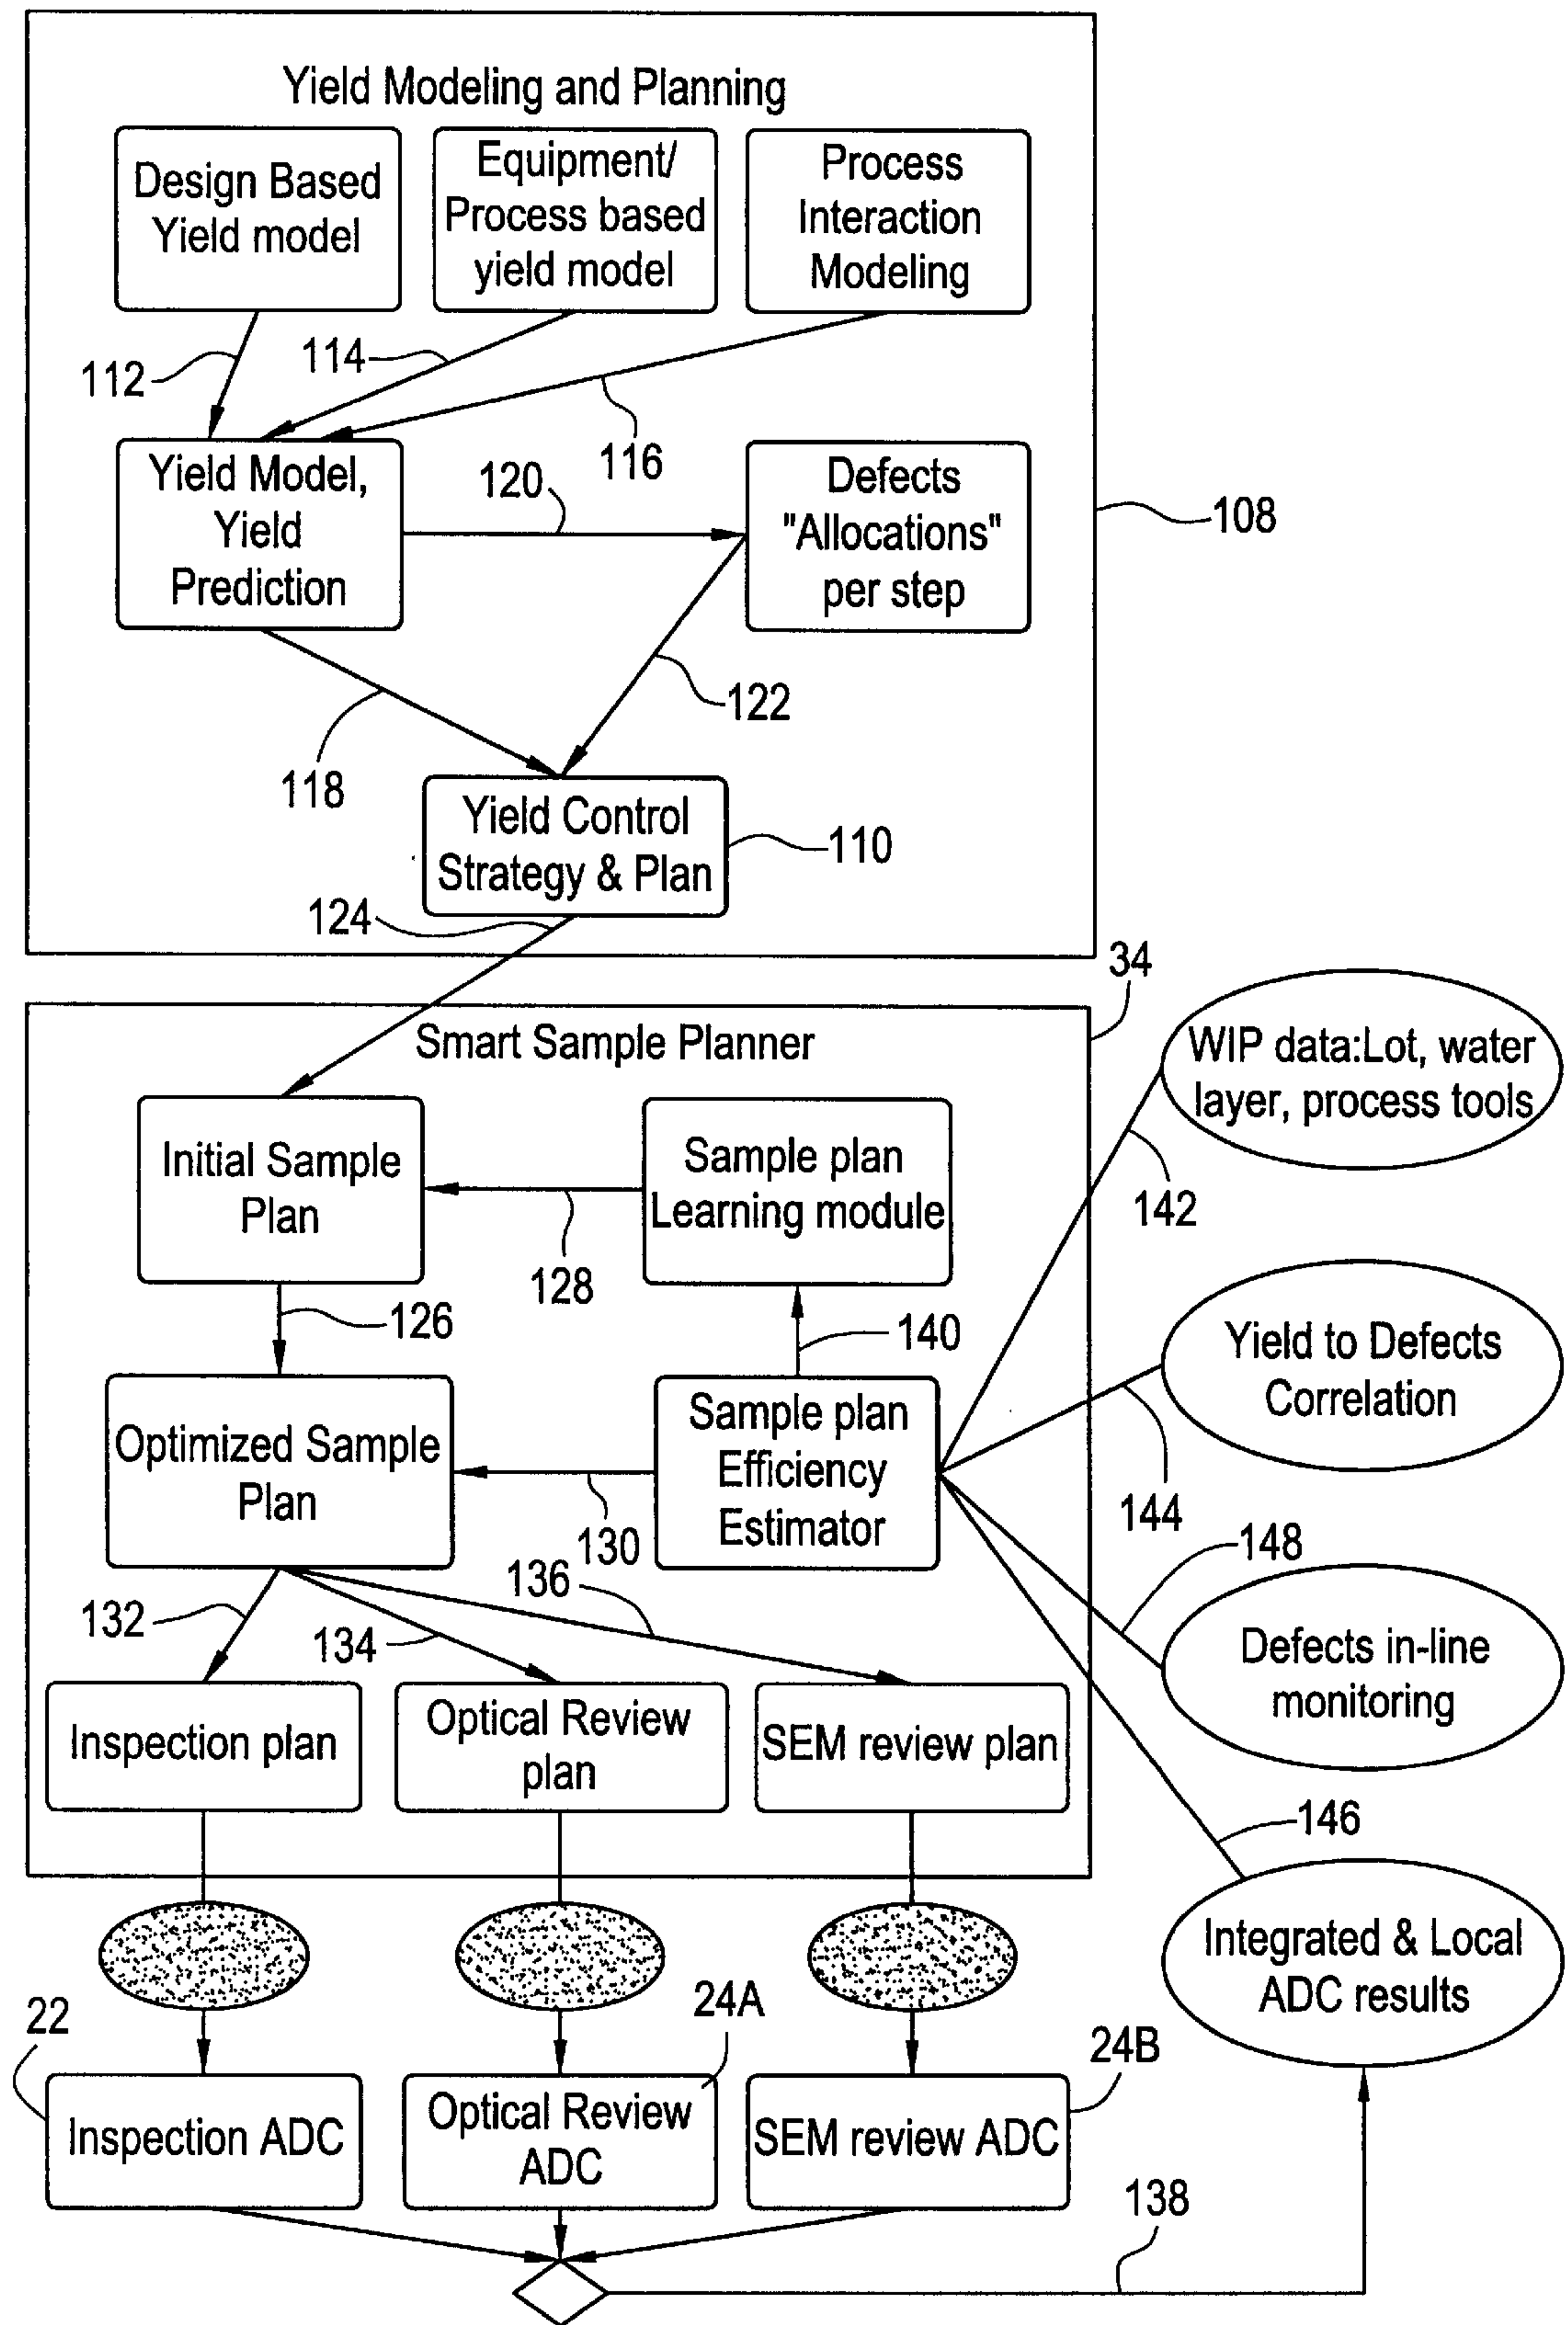 Yield Modeling and Planning
Design Based
Yield model
Equipment/
Process based
yield model
Process
Interaction
Modeling
112
114
116
Yield Model,
Yield
Prediction
120
Defects
"Allocations"
per step
108
118
122
Yield Control
Strategy & Plan
110
124
34
Smart Sample Planner
WIP data:Lot, water
layer, process tools
Initial Sample
Plan
Sample plan
Learning module
128
142
126
140
Yield to Defects
Correlation
Optimized Sample
Plan
Sample plan
Efficiency
Estimator
130
144
148
132
134
136
Defects in-line
monitoring
Inspection plan
Optical Review
plan
SEM review plan
146
Integrated & Local
ADC results
22
24A
24B
Inspection ADC
Optical Review
ADC
SEM review ADC
138